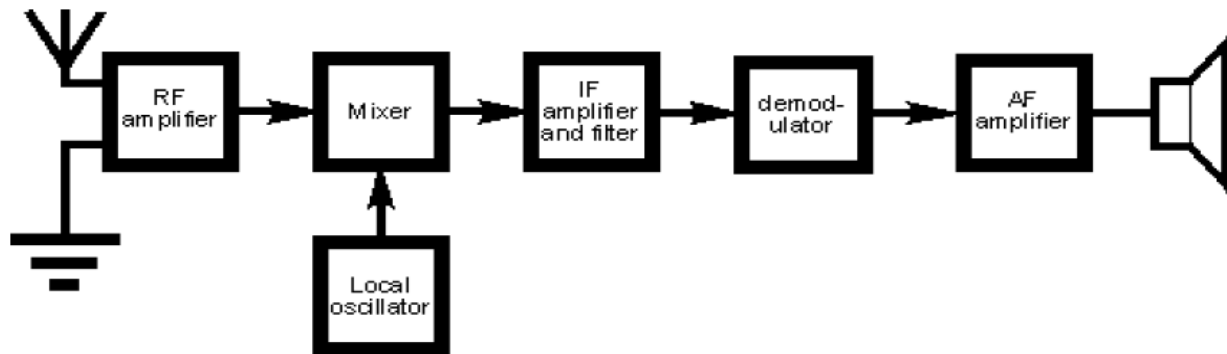 RF
amplifier
Mixer
IF
amplifier
and filter
demod-
ulator
AF
amplifier
Local
oscillator